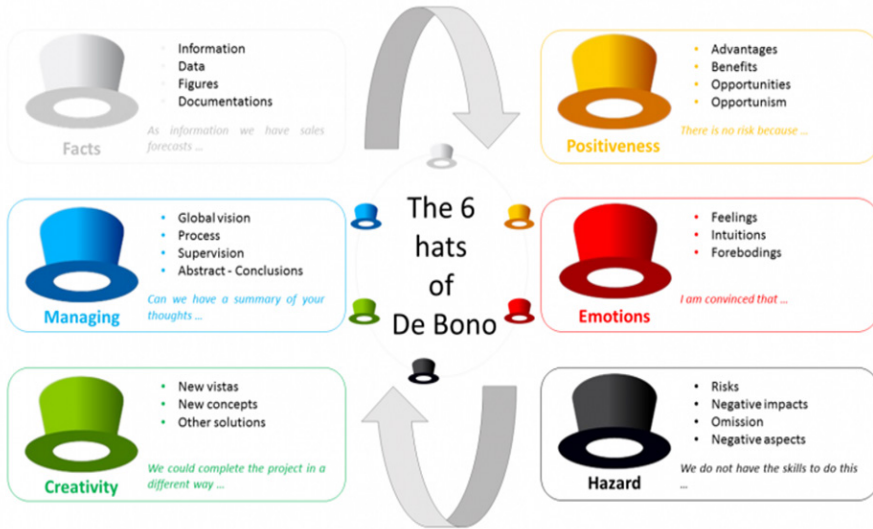 Information
Data
Figures
Documentations
As information we have sales
forecasts ...
Facts
Advantages
Benefits
Opportunities
Opportunism
There is no risk because ...
Positiveness
Global vision
Process
Supervision
Abstract - Conclusions
Can we have a summary of your
thoughts ...
Managing
The 6
hats
of
De Bono
Feelings
Intuitions
Forebodings
I am convinced that ...
Emotions
New vistas
New concepts
Other solutions
We could complete the project in a
different way ...
Creativity
Risks
Negative impacts
Omission
Negative aspects
We do not have the skills to do this
...
Hazard